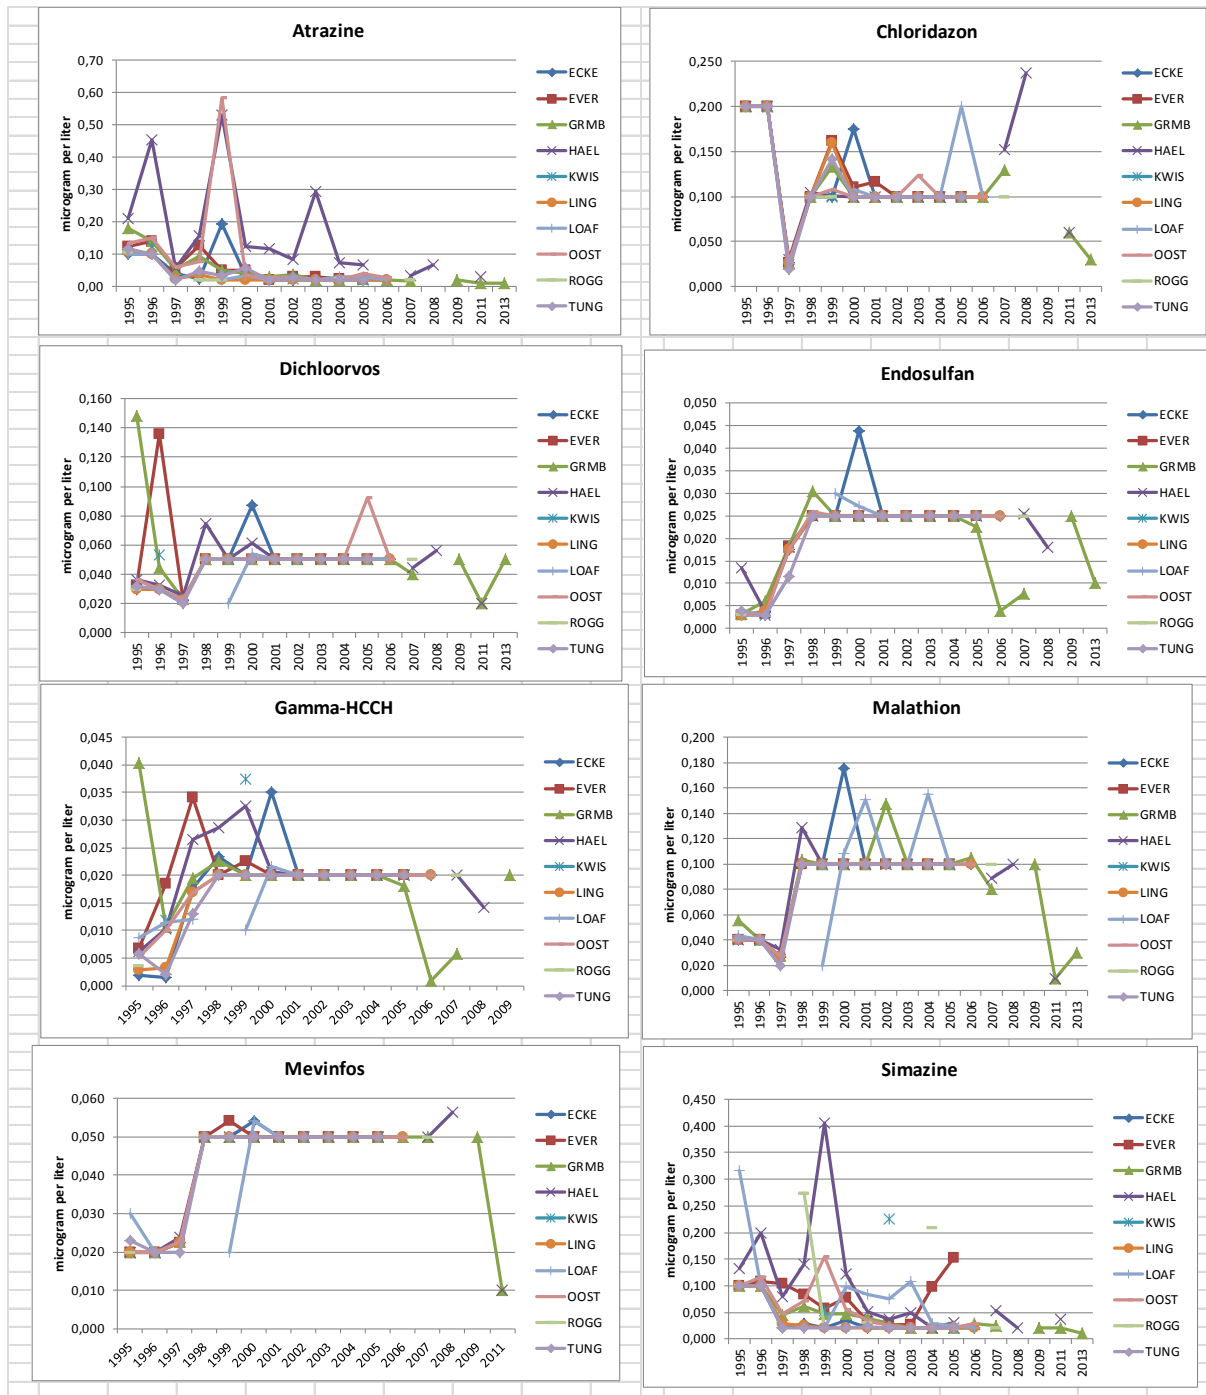 Atrazine
microgram per liter
0,70
0,60
0,50
0,40
0,30
0,20
0,10
0,00
1995
1996
1997
1998
1999
2000
2001
2002
2003
2004
2005
2006
2007
2008
2009
2011
2013
ECKE
EVER
GRMB
HAEL
KWIS
LING
LOAF
OOST
ROGG
TUNG
Chloridazon
microgram per liter
0,250
0,200
0,150
0,100
0,050
0,000
1995
1996
1997
1998
1999
2000
2001
2002
2003
2004
2005
2006
2007
2008
2009
2011
2013
ECKE
EVER
GRMB
HAEL
KWIS
LING
LOAF
OOST
ROGG
TUNG
Dichloorvos
microgram per liter
0,160
0,140
0,120
0,100
0,080
0,060
0,040
0,020
0,000
1995
1996
1997
1998
1999
2000
2001
2002
2003
2004
2005
2006
2007
2008
2009
2011
2013
ECKE
EVER
GRMB
HAEL
KWIS
LING
LOAF
OOST
ROGG
TUNG
Endosulfan
microgram per liter
0,050
0,045
0,040
0,035
0,030
0,025
0,020
0,015
0,010
0,005
0,000
1995
1996
1997
1998
1999
2000
2001
2002
2003
2004
2005
2006
2007
2008
2009
2013
ECKE
EVER
GRMB
HAEL
KWIS
LING
LOAF
OOST
ROGG
TUNG
Gamma-HCCH
microgram per liter
0,045
0,040
0,035
0,030
0,025
0,020
0,015
0,010
0,005
0,000
1995
1996
1997
1998
1999
2000
2001
2002
2003
2004
2005
2006
2007
2008
2009
ECKE
EVER
GRMB
HAEL
KWIS
LING
LOAF
OOST
ROGG
TUNG
Malathion
microgram per liter
0,200
0,180
0,160
0,140
0,120
0,100
0,080
0,060
0,040
0,020
0,000
1995
1996
1997
1998
1999
2000
2001
2002
2003
2004
2005
2006
2007
2008
2009
2011
2013
ECKE
EVER
GRMB
HAEL
KWIS
LING
LOAF
OOST
ROGG
TUNG
Mevinfos
microgram per liter
0,060
0,050
0,040
0,030
0,020
0,010
0,000
1995
1996
1997
1998
1999
2000
2001
2002
2003
2004
2005
2006
2007
2008
2009
2011
ECKE
EVER
GRMB
HAEL
KWIS
LING
LOAF
OOST
ROGG
TUNG
Simazine
microgram per liter
0,450
0,400
0,350
0,300
0,250
0,200
0,150
0,100
0,050
0,000
1995
1996
1997
1998
1999
2000
2001
2002
2003
2004
2005
2006
2007
2008
2009
2011
2013
ECKE
EVER
GRMB
HAEL
KWIS
LING
LOAF
OOST
ROGG
TUNG